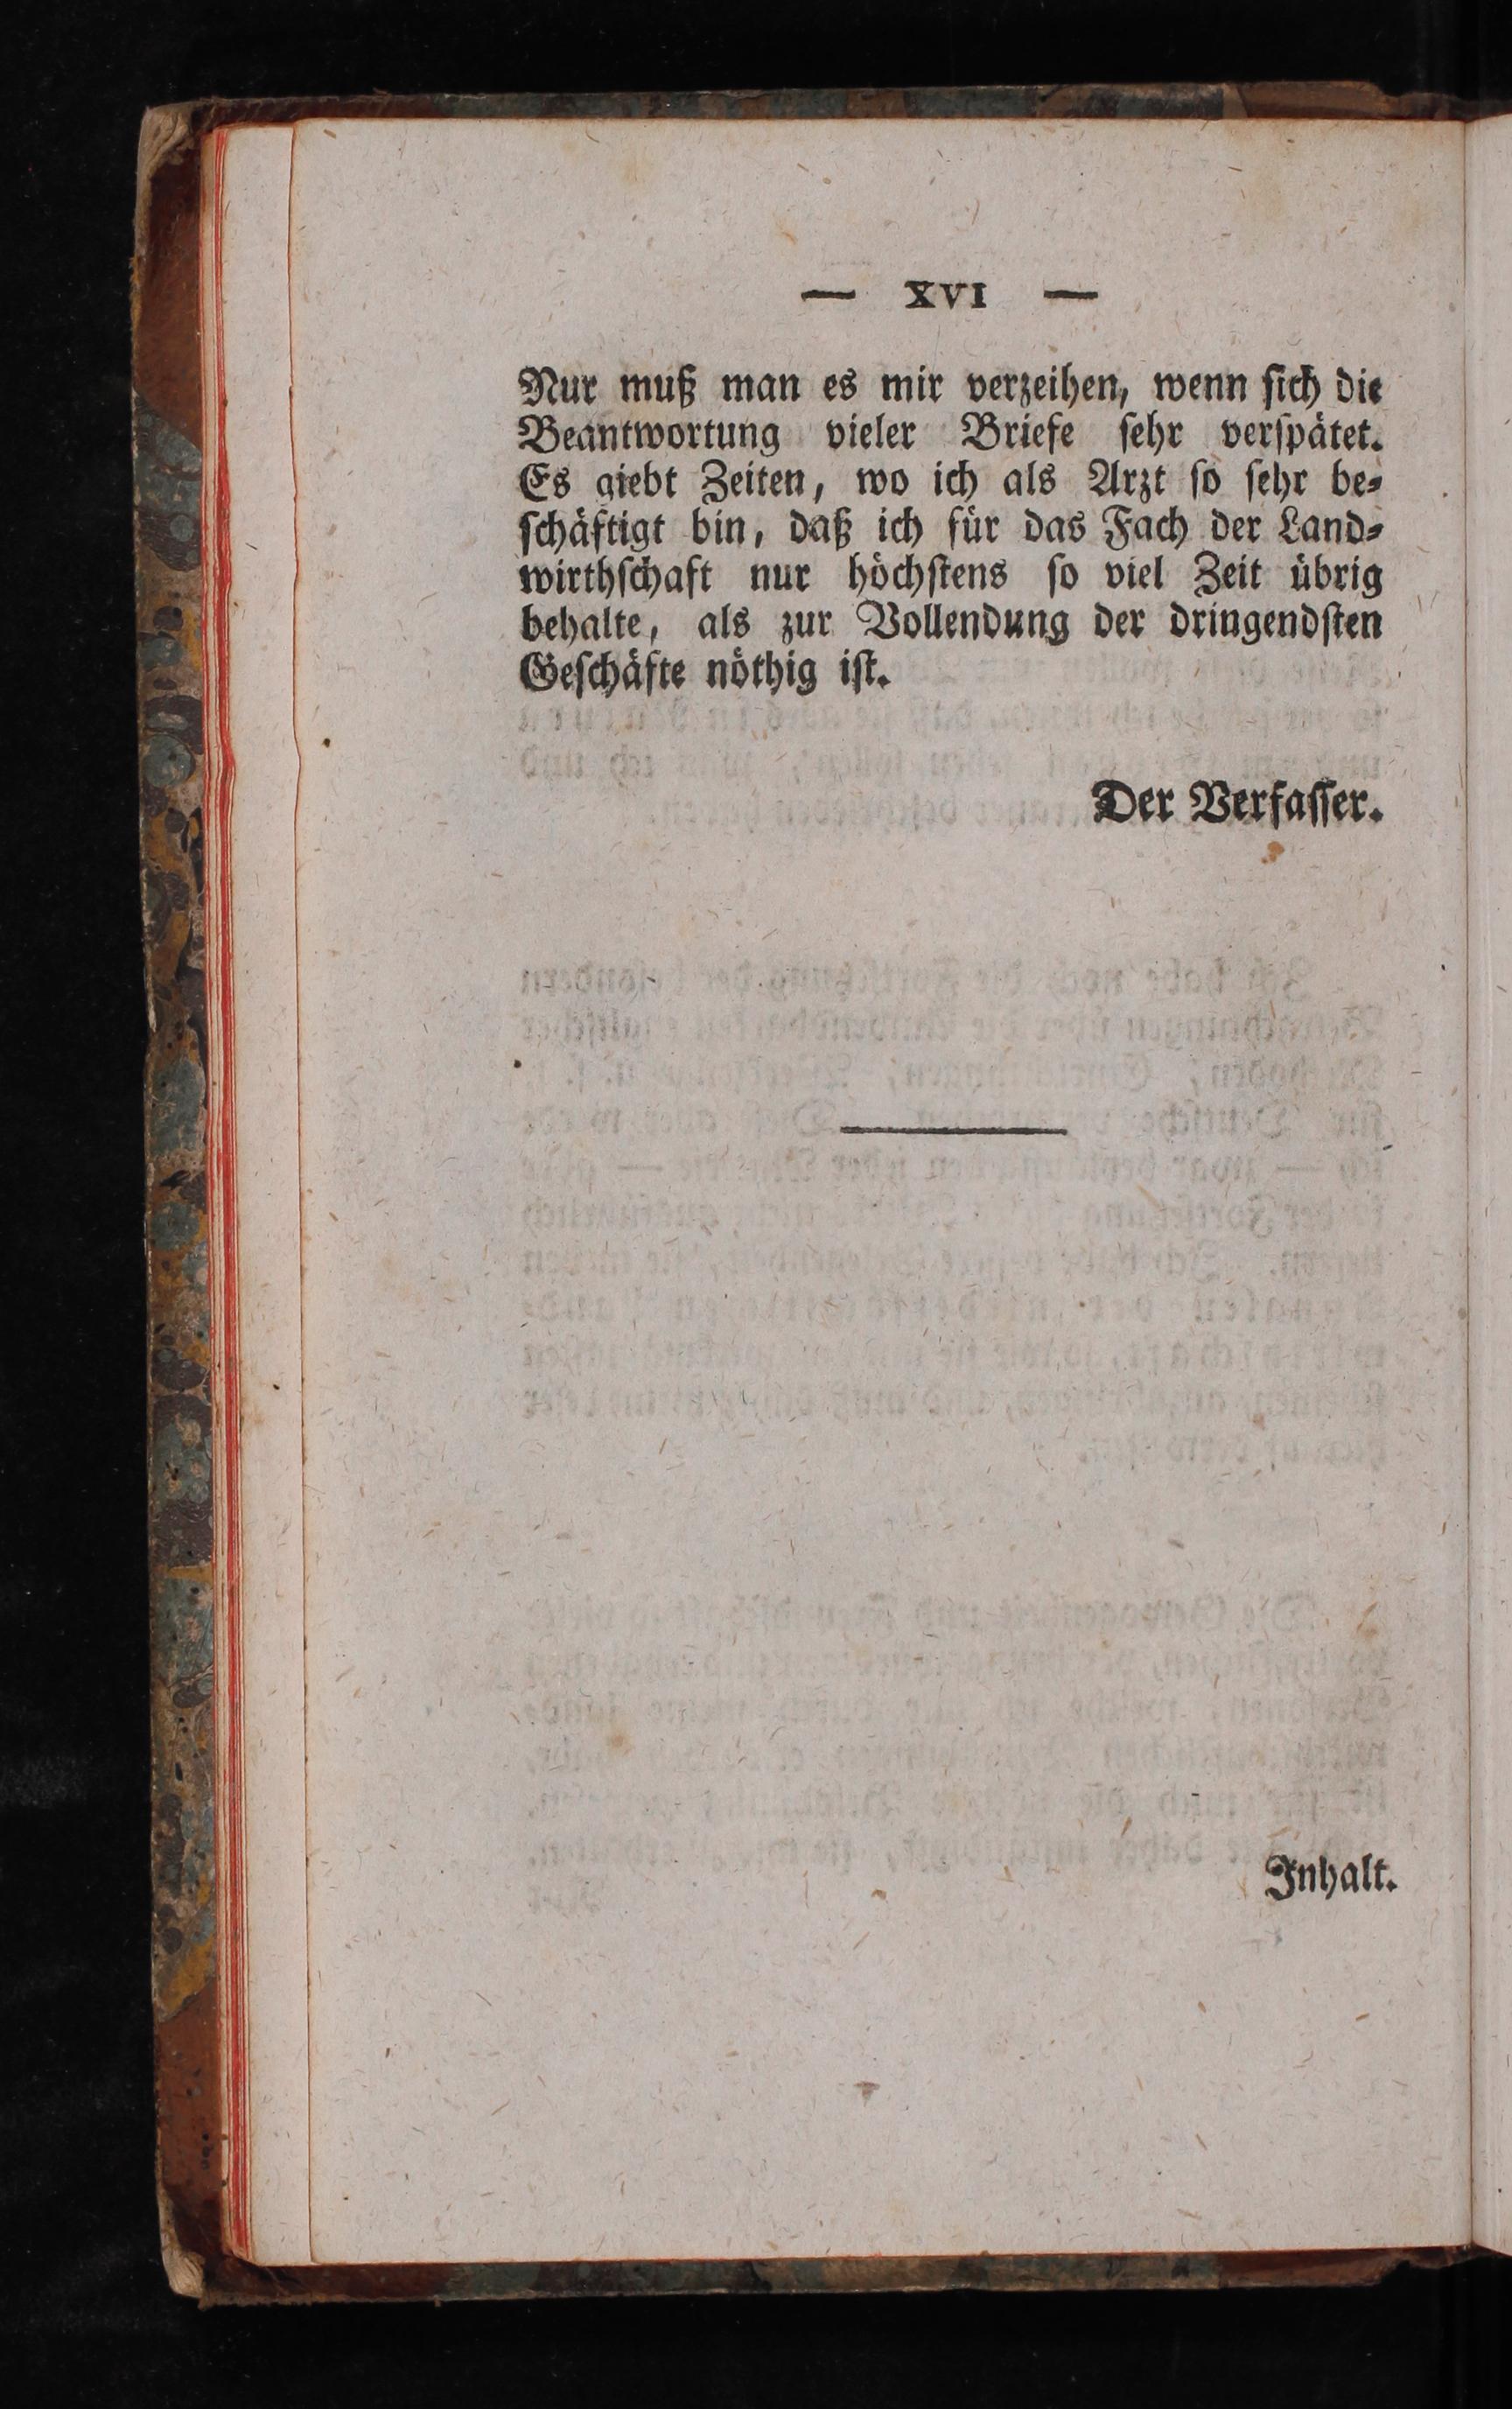 — XVI —
Nur muß man es mir verzeihen, wenn ſich die
Beantwortung vieler Briefe ſehr verſpätet.
Es giebt Zeiten, wo ich als Arzt ſo ſehr be-
ſchäftigt bin, daß ich für das Fach der Land-
wirthſchaft nur höchſtens ſo viel Zeit übrig
behalte, als zur Vollendung der dringendſten
Geſchäfte nöthig iſt.
Der Verfaſſer.
Inhalt.